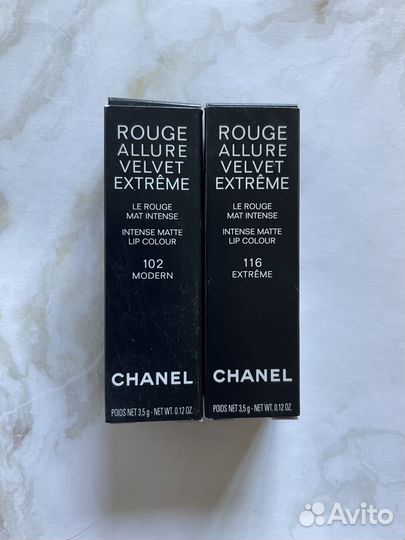 ROUGE
ALLURE
VELVET
EXTRÊME
LE ROUGE
MAT INTENSE
INTENSE MATTE
LIP COLOUR
102
MODERN
CHANEL
POIDS NET 3,5 g - NET WT. 0.12 OZ.
ROUGE
ALLURE
VELVET
EXTRÊME
LE ROUGE
MAT INTENSE
INTENSE MATTE
LIP COLOUR
116
EXTRÊME
CHANEL
POIDS NET 3,5 g - NET WT. 0.12 OZ.
Avito